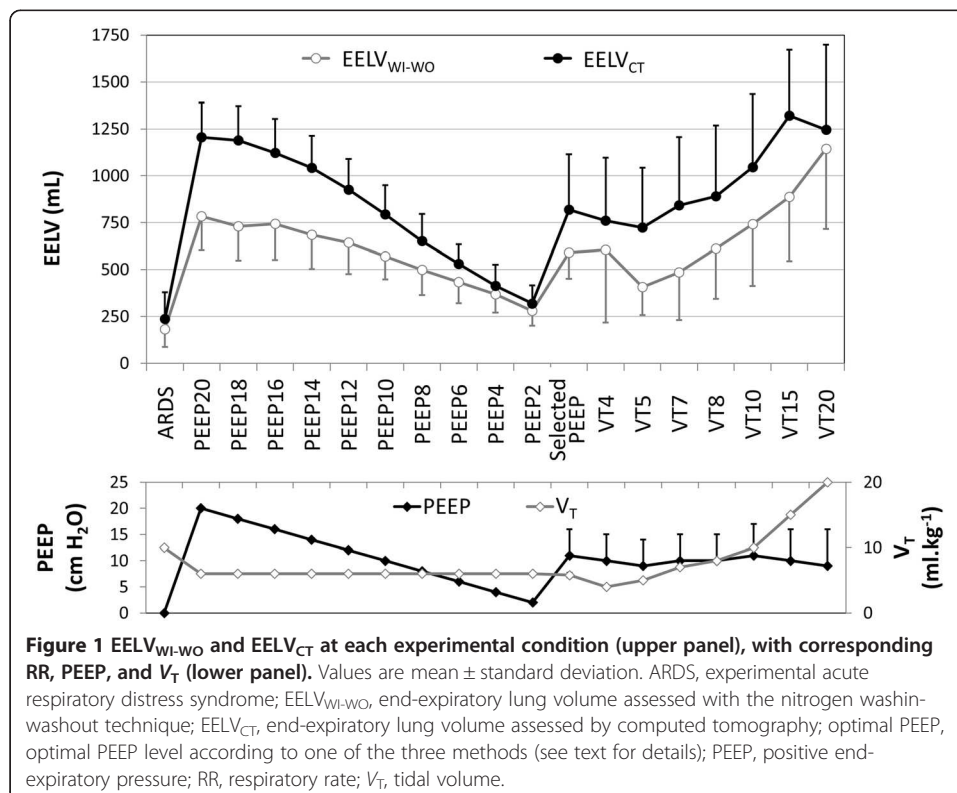 1750
1500
1250
1000
750
500
250
0
EELV (mL)
EELV_WI-WO EELV_CT
ARDS
PEEP20
PEEP18
PEEP16
PEEP14
PEEP12
PEEP10
PEEP8
PEEP6
PEEP4
PEEP2
Selected
PEEP
VT4
VT5
VT7
VT8
VT10
VT15
VT20
25
20
15
10
5
0
PEEP
(cm H₂O)
PEEP V_T
20
10
0
V_T
(ml.kg⁻¹)
Figure 1 EELV_WI-WO and EELV_CT at each experimental condition (upper panel), with corresponding
RR, PEEP, and V_T (lower panel). Values are mean ± standard deviation. ARDS, experimental acute
respiratory distress syndrome; EELV_WI-WO, end-expiratory lung volume assessed with the nitrogen washin-
washout technique; EELV_CT, end-expiratory lung volume assessed by computed tomography; optimal PEEP,
optimal PEEP level according to one of the three methods (see text for details); PEEP, positive end-
expiratory pressure; RR, respiratory rate; V_T, tidal volume.